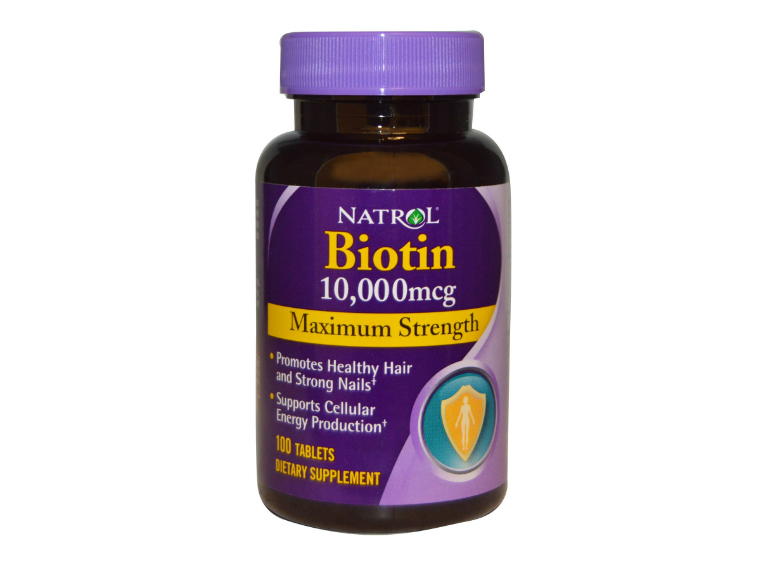 NATROL®
Biotin
10,000mcg
Maximum Strength
• Promotes Healthy Hair
and Strong Nails†
• Supports Cellular
Energy Production†
100 TABLETS
DIETARY SUPPLEMENT